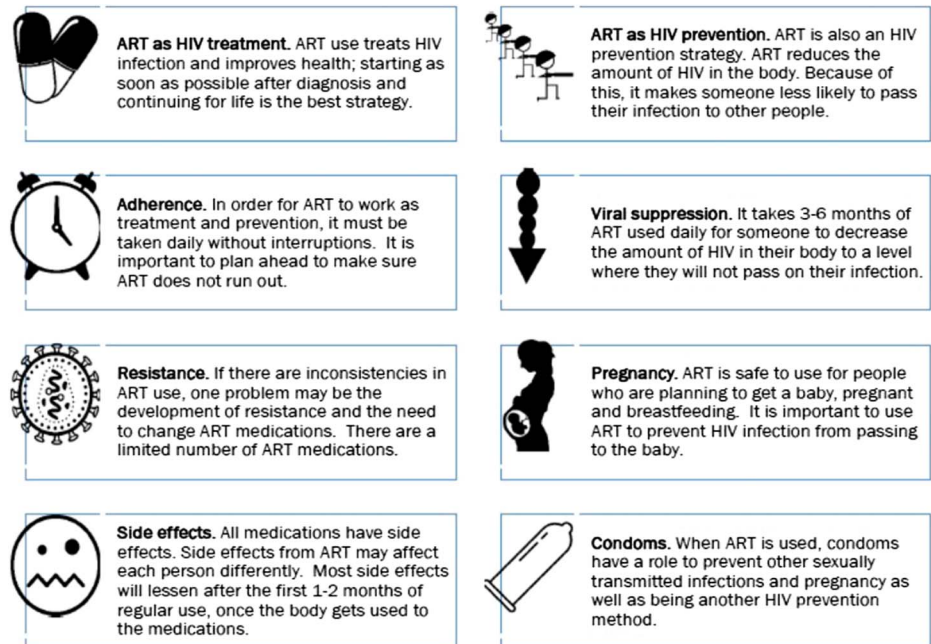 ART as HIV treatment. ART use treats HIV
infection and improves health; starting as
soon as possible after diagnosis and
continuing for life is the best strategy.
ART as HIV prevention. ART is also an HIV
prevention strategy. ART reduces the
amount of HIV in the body. Because of
this, it makes someone less likely to pass
their infection to other people.
Adherence. In order for ART to work as
treatment and prevention, it must be
taken daily without interruptions. It is
important to plan ahead to make sure
ART does not run out.
Viral suppression. It takes 3-6 months of
ART used daily for someone to decrease
the amount of HIV in their body to a level
where they will not pass on their infection.
Resistance. If there are inconsistencies in
ART use, one problem may be the
development of resistance and the need
to change ART medications. There are a
limited number of ART medications.
Pregnancy. ART is safe to use for people
who are planning to get a baby, pregnant
and breastfeeding. It is important to use
ART to prevent HIV infection from passing
to the baby.
Side effects. All medications have side
effects. Side effects from ART may affect
each person differently. Most side effects
will lessen after the first 1-2 months of
regular use, once the body gets used to
the medications.
Condoms. When ART is used, condoms
have a role to prevent other sexually
transmitted infections and pregnancy as
well as being another HIV prevention
method.